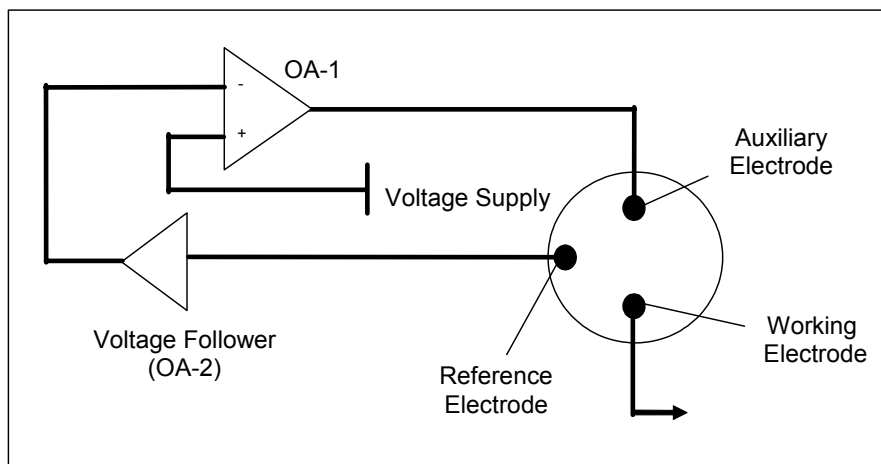 OA-1
-
+
Auxiliary
Electrode
Voltage Supply
Voltage Follower
(OA-2)
Reference
Electrode
Working
Electrode